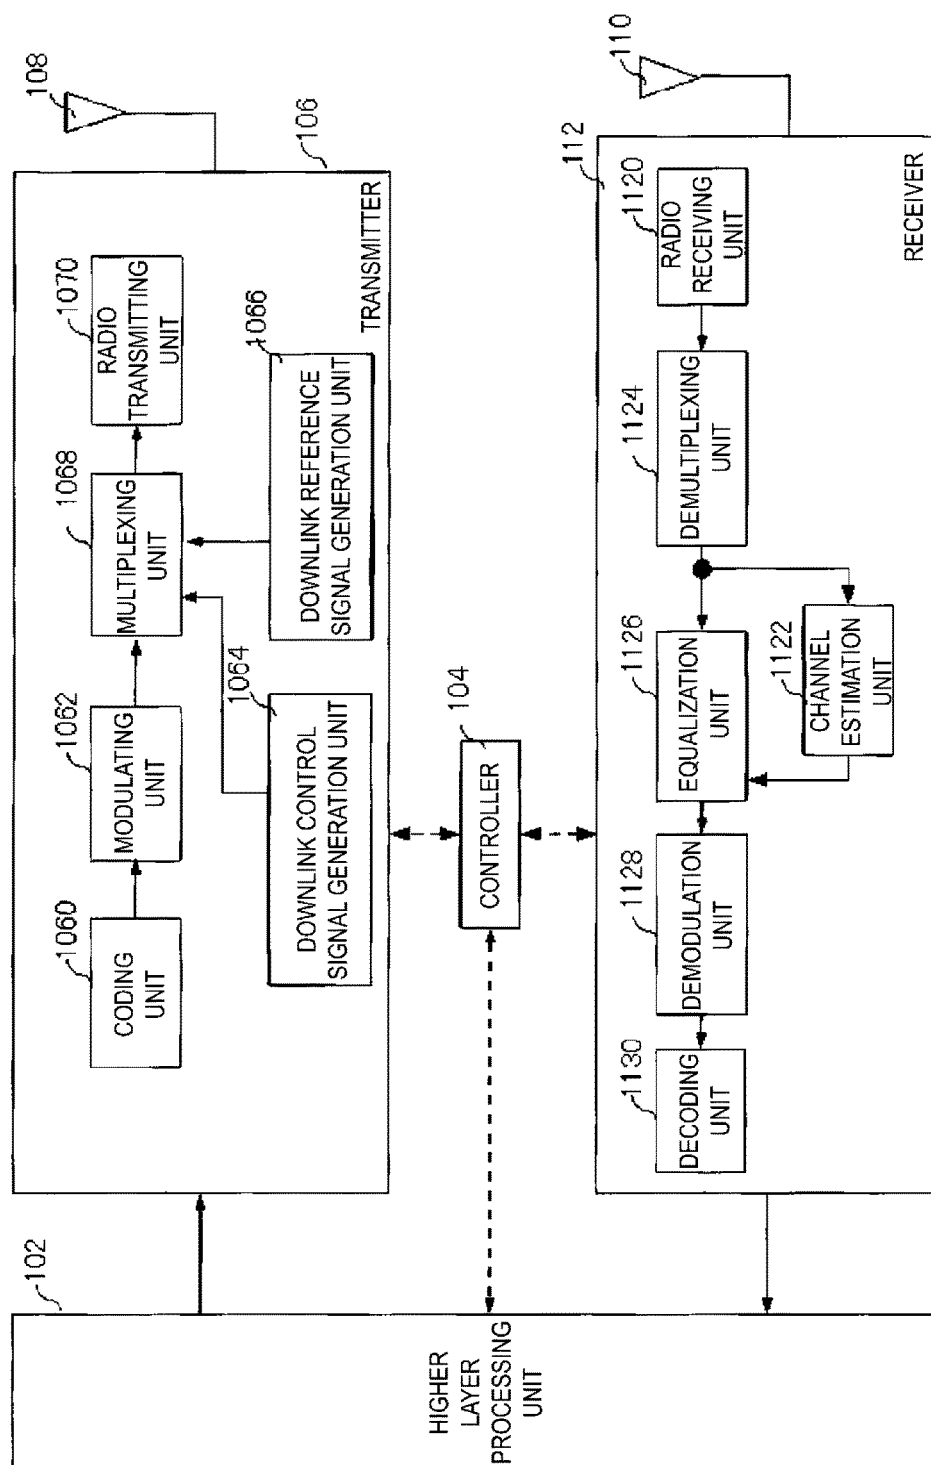 102
HIGHER
LAYER
PROCESSING
UNIT
106
TRANSMITTER
108
1060
CODING
UNIT
1062
MODULATING
UNIT
1068
MULTIPLEXING
UNIT
1070
RADIO
TRANSMITTING
UNIT
1064
DOWNLINK CONTROL
SIGNAL GENERATION UNIT
1066
DOWNLINK REFERENCE
SIGNAL GENERATION UNIT
104
CONTROLLER
112
RECEIVER
110
1130
DECODING
UNIT
1128
DEMODULATION
UNIT
1126
EQUALIZATION
UNIT
1122
CHANNEL
ESTIMATION
UNIT
1124
DEMULTIPLEXING
UNIT
1120
RADIO
RECEIVING
UNIT